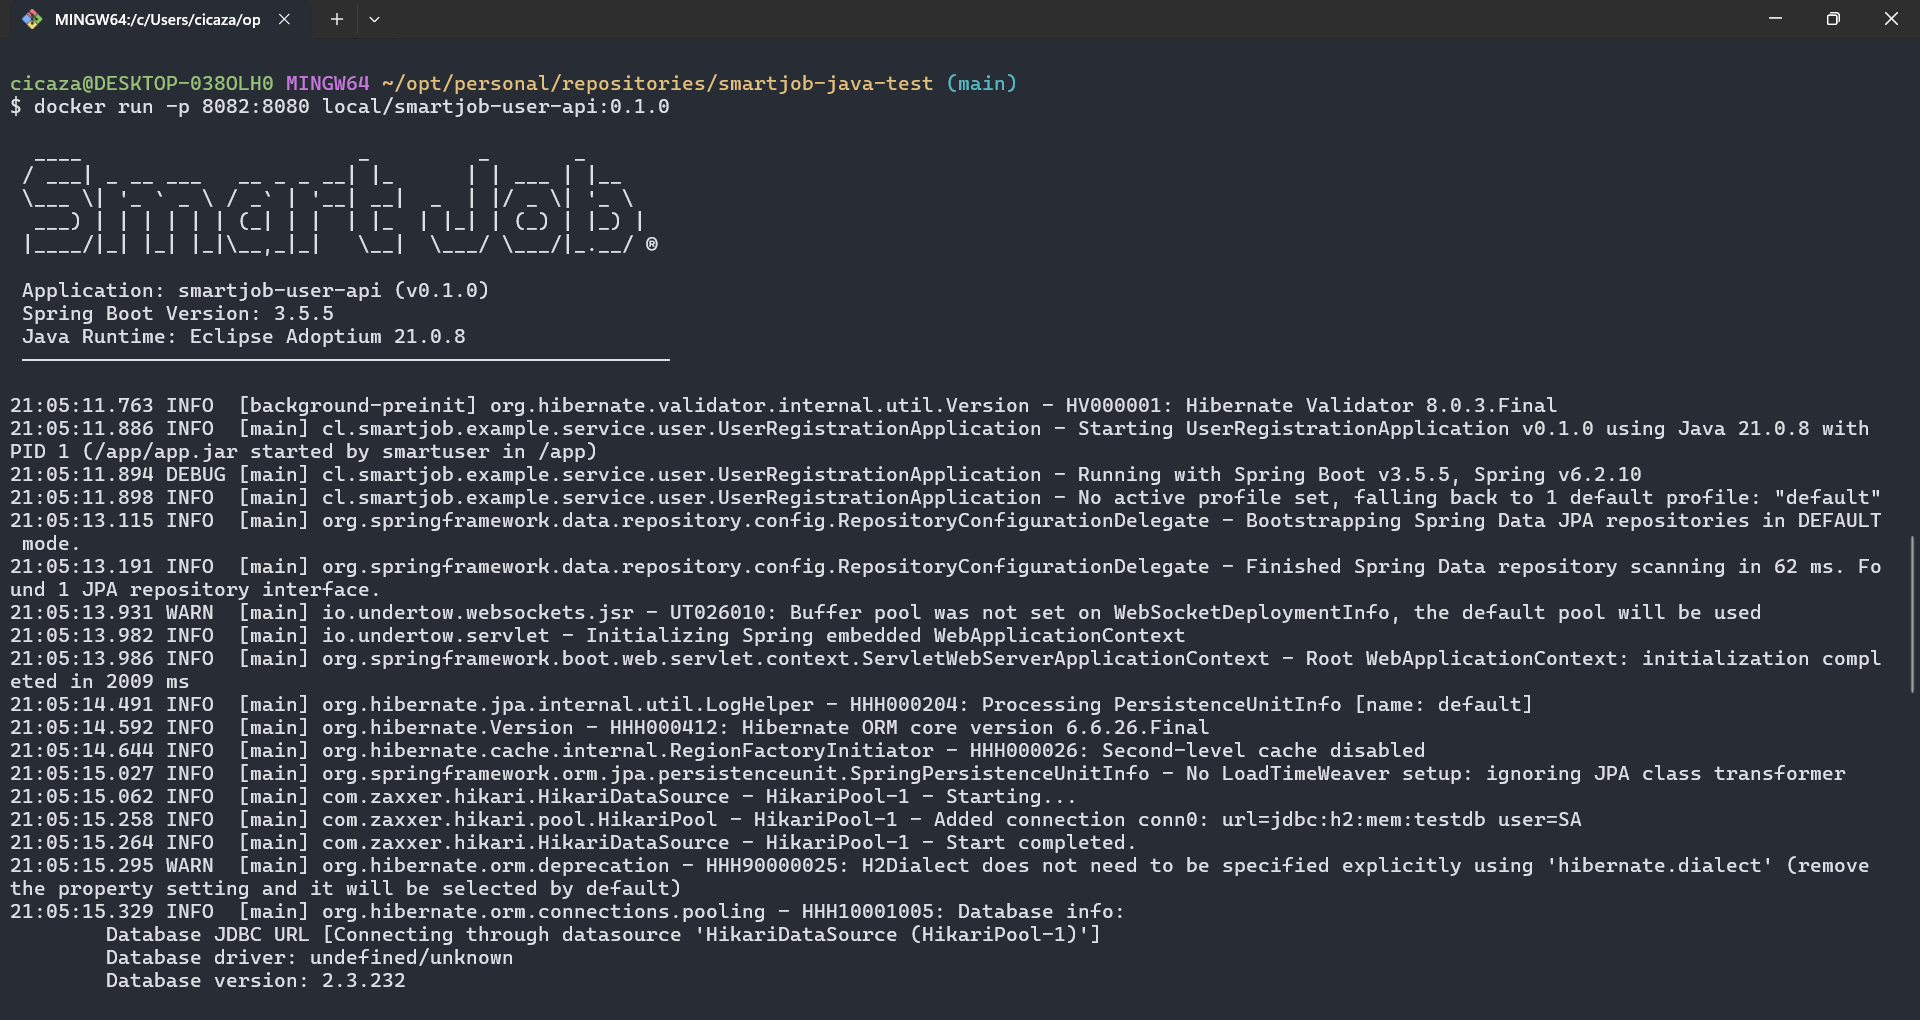 MINGW64:/c/Users/cicaza/op
cicaza@DESKTOP-038OLH0 MINGW64 ~/opt/personal/repositories/smartjob-java-test (main)
$ docker run -p 8082:8080 local/smartjob-user-api:0.1.0
Smart Job ®
Application: smartjob-user-api (v0.1.0)
Spring Boot Version: 3.5.5
Java Runtime: Eclipse Adoptium 21.0.8
21:05:11.763 INFO  [background-preinit] org.hibernate.validator.internal.util.Version - HV000001: Hibernate Validator 8.0.3.Final
21:05:11.886 INFO  [main] cl.smartjob.example.service.user.UserRegistrationApplication - Starting UserRegistrationApplication v0.1.0 using Java 21.0.8 with
PID 1 (/app/app.jar started by smartuser in /app)
21:05:11.894 DEBUG [main] cl.smartjob.example.service.user.UserRegistrationApplication - Running with Spring Boot v3.5.5, Spring v6.2.10
21:05:11.898 INFO  [main] cl.smartjob.example.service.user.UserRegistrationApplication - No active profile set, falling back to 1 default profile: "default"
21:05:13.115 INFO  [main] org.springframework.data.repository.config.RepositoryConfigurationDelegate - Bootstrapping Spring Data JPA repositories in DEFAULT
mode.
21:05:13.191 INFO  [main] org.springframework.data.repository.config.RepositoryConfigurationDelegate - Finished Spring Data repository scanning in 62 ms. Fo
und 1 JPA repository interface.
21:05:13.931 WARN  [main] io.undertow.websockets.jsr - UT026010: Buffer pool was not set on WebSocketDeploymentInfo, the default pool will be used
21:05:13.982 INFO  [main] io.undertow.servlet - Initializing Spring embedded WebApplicationContext
21:05:13.986 INFO  [main] org.springframework.boot.web.servlet.context.ServletWebServerApplicationContext - Root WebApplicationContext: initialization compl
eted in 2009 ms
21:05:14.491 INFO  [main] org.hibernate.jpa.internal.util.LogHelper - HHH000204: Processing PersistenceUnitInfo [name: default]
21:05:14.592 INFO  [main] org.hibernate.Version - HHH000412: Hibernate ORM core version 6.6.26.Final
21:05:14.644 INFO  [main] org.hibernate.cache.internal.RegionFactoryInitiator - HHH000026: Second-level cache disabled
21:05:15.027 INFO  [main] org.springframework.orm.jpa.persistenceunit.SpringPersistenceUnitInfo - No LoadTimeWeaver setup: ignoring JPA class transformer
21:05:15.062 INFO  [main] com.zaxxer.hikari.HikariDataSource - HikariPool-1 - Starting...
21:05:15.258 INFO  [main] com.zaxxer.hikari.pool.HikariPool - HikariPool-1 - Added connection conn0: url=jdbc:h2:mem:testdb user=SA
21:05:15.264 INFO  [main] com.zaxxer.hikari.HikariDataSource - HikariPool-1 - Start completed.
21:05:15.295 WARN  [main] org.hibernate.orm.deprecation - HHH90000025: H2Dialect does not need to be specified explicitly using 'hibernate.dialect' (remove
the property setting and it will be selected by default)
21:05:15.329 INFO  [main] org.hibernate.orm.connections.pooling - HHH10001005: Database info:
Database JDBC URL [Connecting through datasource 'HikariDataSource (HikariPool-1)']
Database driver: undefined/unknown
Database version: 2.3.232